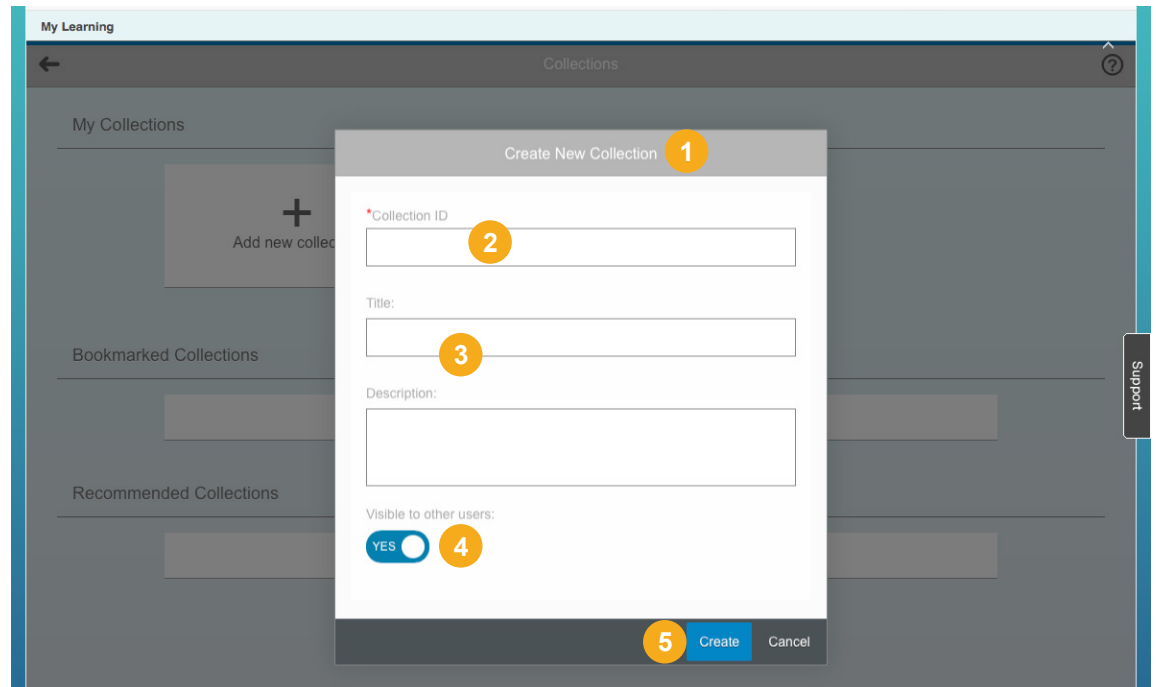 My Learning
Collections
?
My Collections
Create New Collection 1
+
Add new collec
*Collection ID
2
Title:
3
Bookmarked Collections
Description:
Recommended Collections
Visible to other users:
YES 4
5 Create Cancel
Support